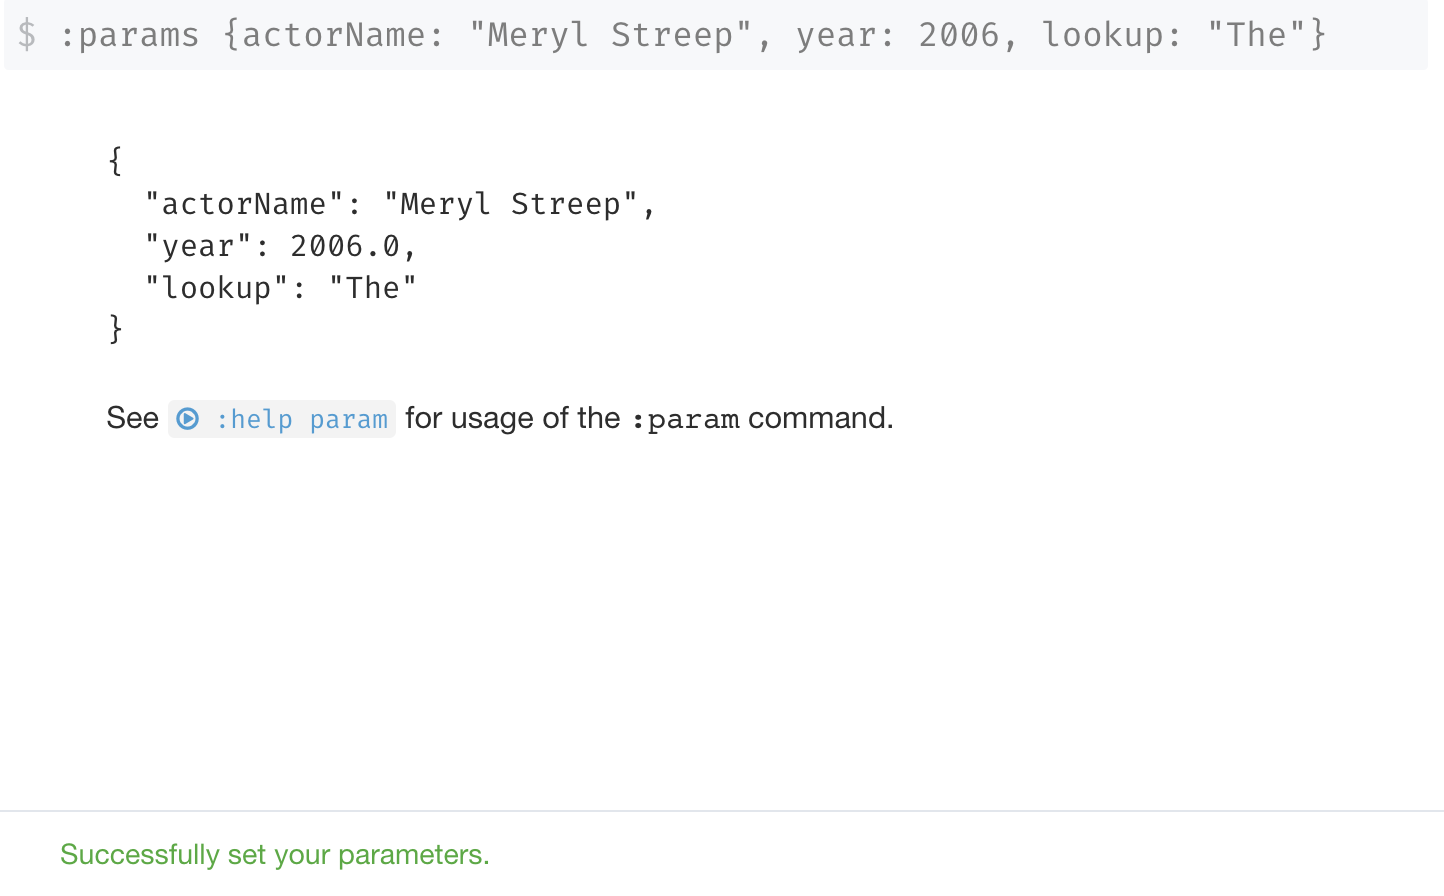 $ :params {actorName: "Meryl Streep", year: 2006, lookup: "The"}
{
  "actorName": "Meryl Streep",
  "year": 2006.0,
  "lookup": "The"
}
See :help param for usage of the :param command.
Successfully set your parameters.